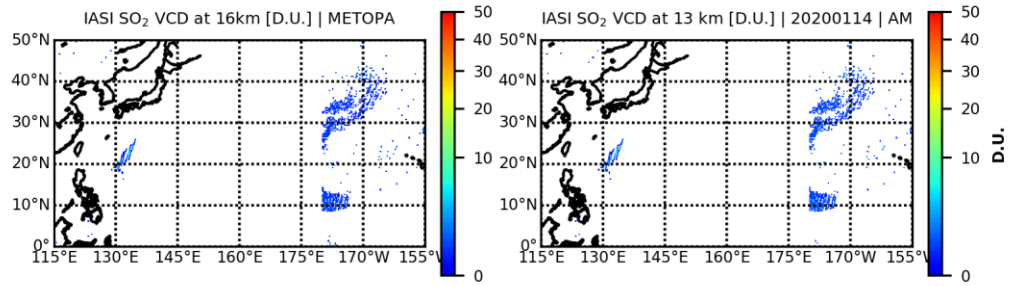 IASI SO₂ VCD at 16km [D.U.] | METOPA
50°N
40°N
30°N
20°N
10°N
0°
115°E 130°E 145°E 160°E 175°E 170°W 155°W
50
40
30
20
10
0
IASI SO₂ VCD at 13 km [D.U.] | 20200114 | AM
50°N
40°N
30°N
20°N
10°N
0°
115°E 130°E 145°E 160°E 175°E 170°W 155°W
50
40
30
20
10
0
D.U.